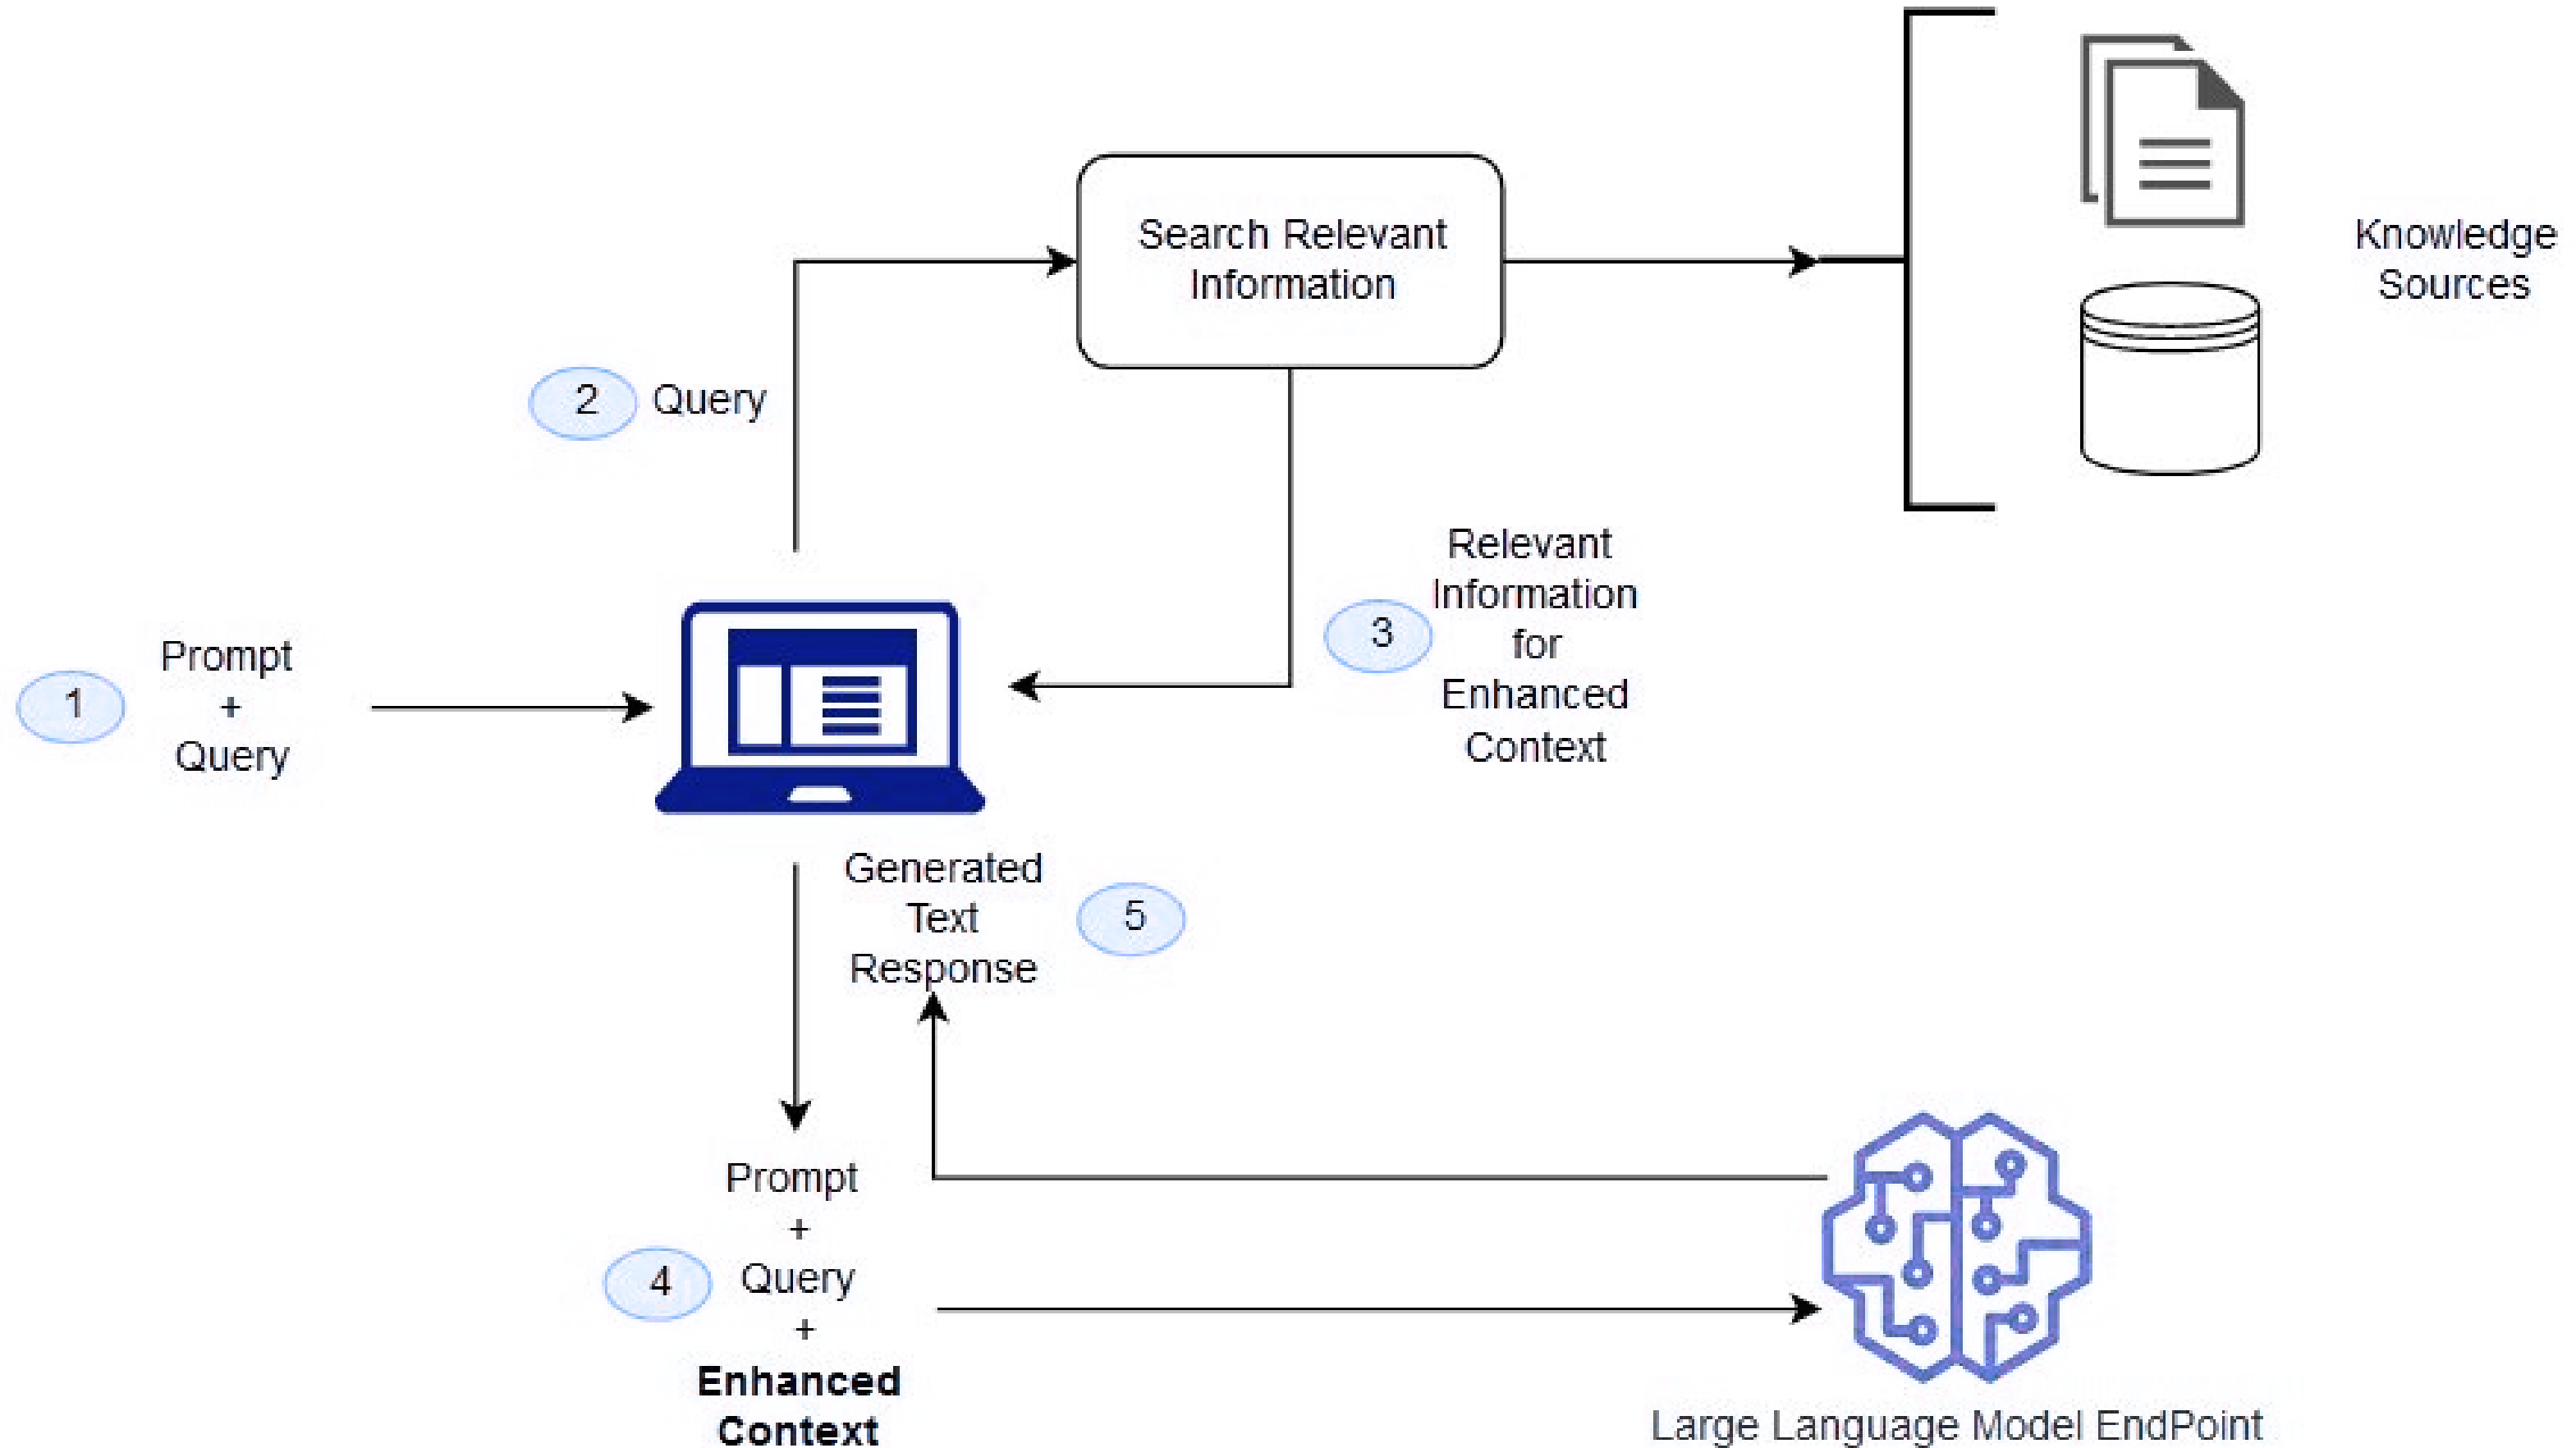 Search Relevant
Information
Knowledge
Sources
2 Query
3
Relevant
Information
for
Enhanced
Context
1
Prompt
+
Query
Generated
Text
Response
5
4
Prompt
+
Query
+
Enhanced
Context
Large Language Model EndPoint